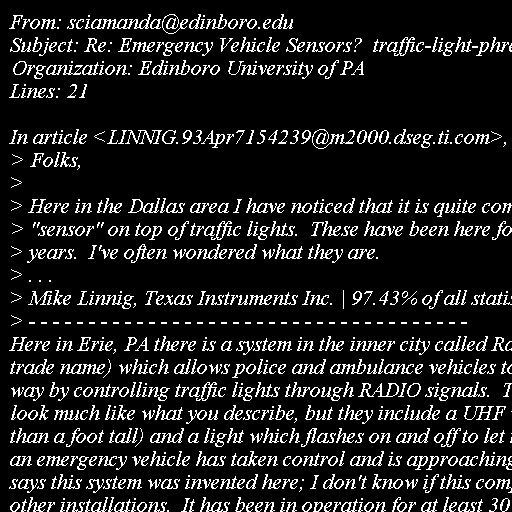 From: sciamanda@edinboro.edu
Subject: Re: Emergency Vehicle Sensors?  traffic-light-phre
Organization: Edinboro University of PA
Lines: 21

In article <LINNIG.93Apr7154239@m2000.dseg.ti.com>,
> Folks,
>
> Here in the Dallas area I have noticed that it is quite com
> "sensor" on top of traffic lights.  These have been here fo
> years.  I've often wondered what they are.
> . . .
> Mike Linnig, Texas Instruments Inc. | 97.43% of all statis
> - - - - - - - - - - - - - - - - - - - - - - - - - - - - - - - - - - - - - - -
Here in Erie, PA there is a system in the inner city called Ra
trade name) which allows police and ambulance vehicles to
way by controlling traffic lights through RADIO signals.  T
look much like what you describe, but they include a UHF
than a foot tall) and a light which flashes on and off to let
an emergency vehicle has taken control and is approaching
says this system was invented here; I don't know if this com
other installations.  It has been in operation for at least 30